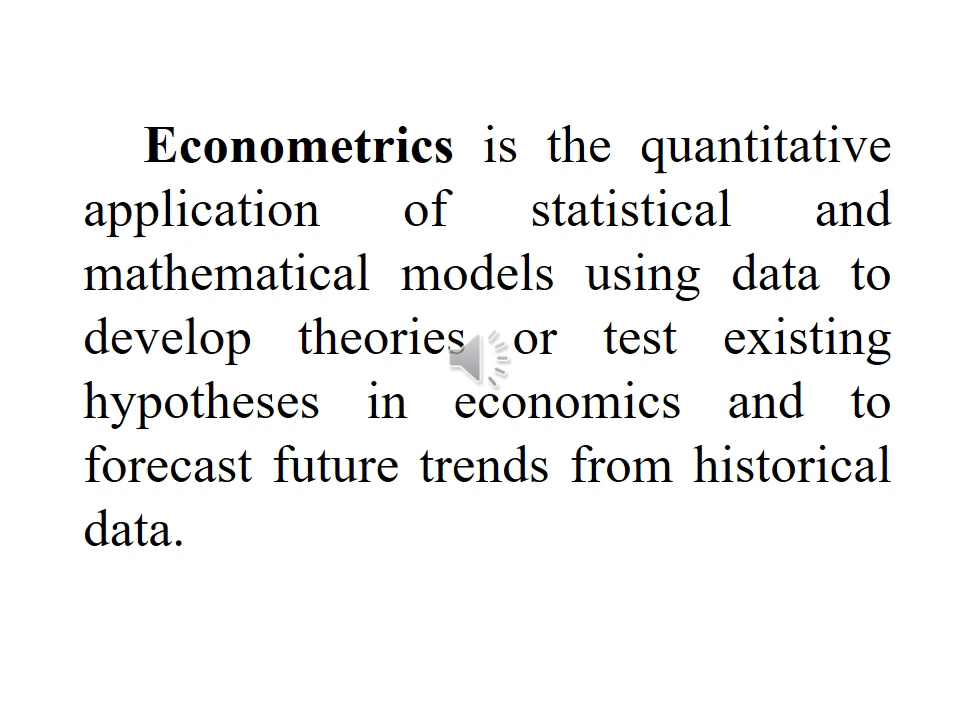 Econometrics is the quantitative
application of statistical and
mathematical models using data to
develop theories or test existing
hypotheses in economics and to
forecast future trends from historical
data.